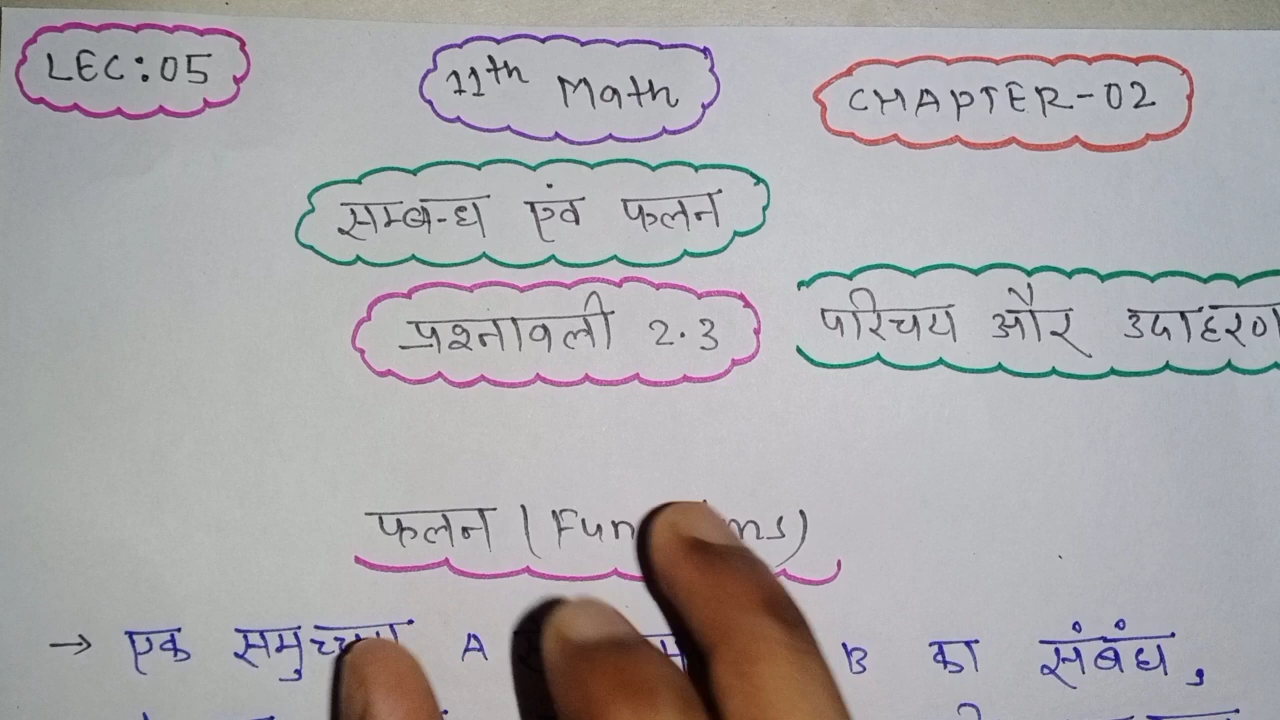 LEC:05
11th Math
CHAPTER-02
सम्बन्ध एवं फलन
प्रश्नावली 2.3
परिचय और उदाहरण
फलन
एक समुच्चय A B का संबंध,